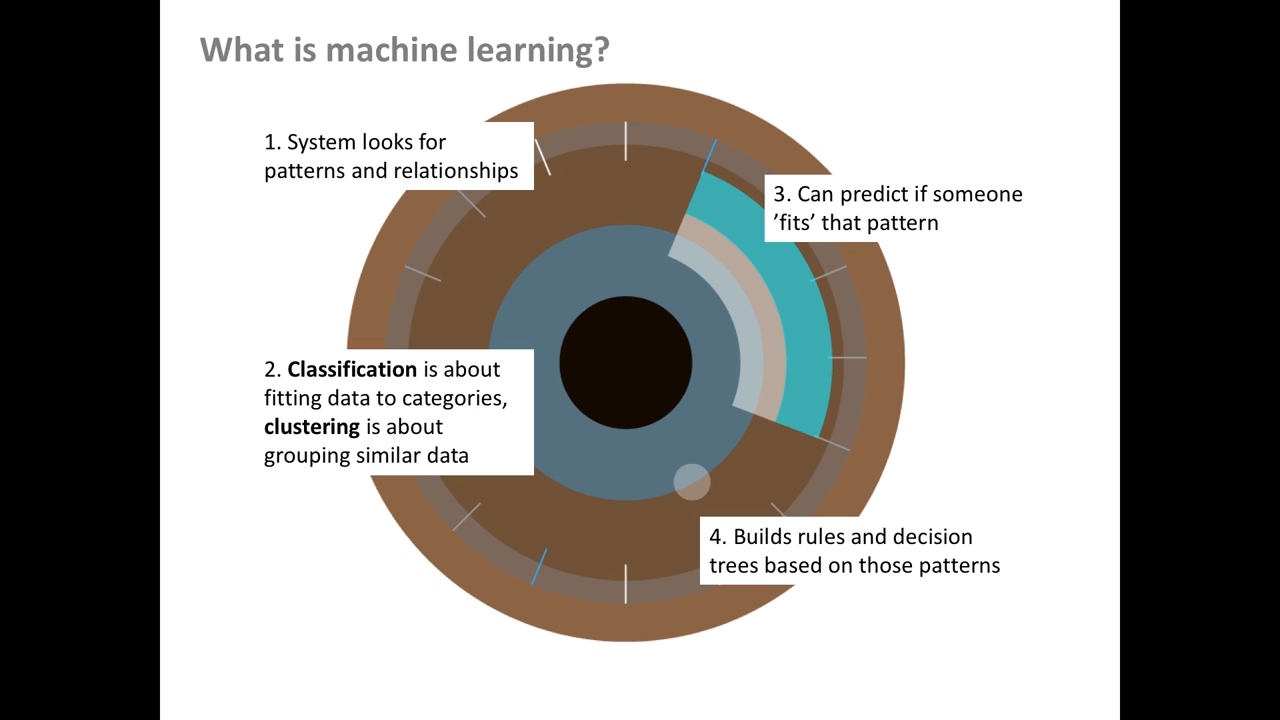 What is machine learning?
1. System looks for
patterns and relationships
2. Classification is about
fitting data to categories,
clustering is about
grouping similar data
3. Can predict if someone
’fits’ that pattern
4. Builds rules and decision
trees based on those patterns